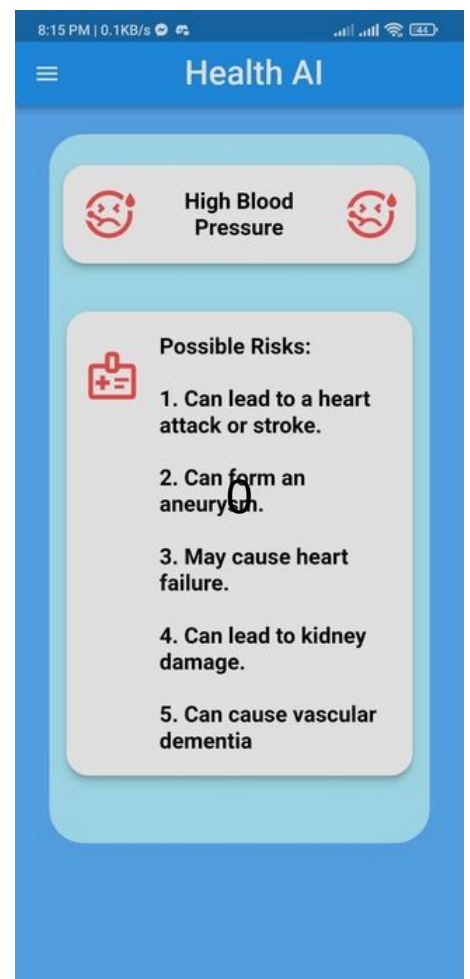 8:15 PM | 0.1KB/s
44
Health AI
High Blood
Pressure
Possible Risks:
1. Can lead to a heart
attack or stroke.
2. Can form an
aneurysm.
0
3. May cause heart
failure.
4. Can lead to kidney
damage.
5. Can cause vascular
dementia